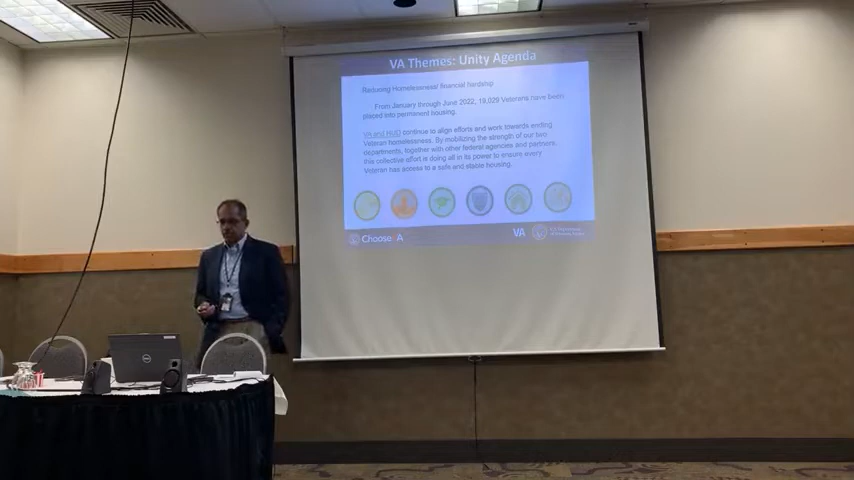 VA Themes: Unity Agenda
Reducing Homelessness/ financial hardship
From January through June 2022, 19,029 Veterans have been
placed into permanent housing.
VA and HUD continue to align efforts and work towards ending
Veteran homelessness. By mobilizing the strength of our two
departments, together with other federal agencies and partners,
this collective effort is doing all in its power to ensure every
Veteran has access to a safe and stable housing.
ChooseVA
VA
DELL